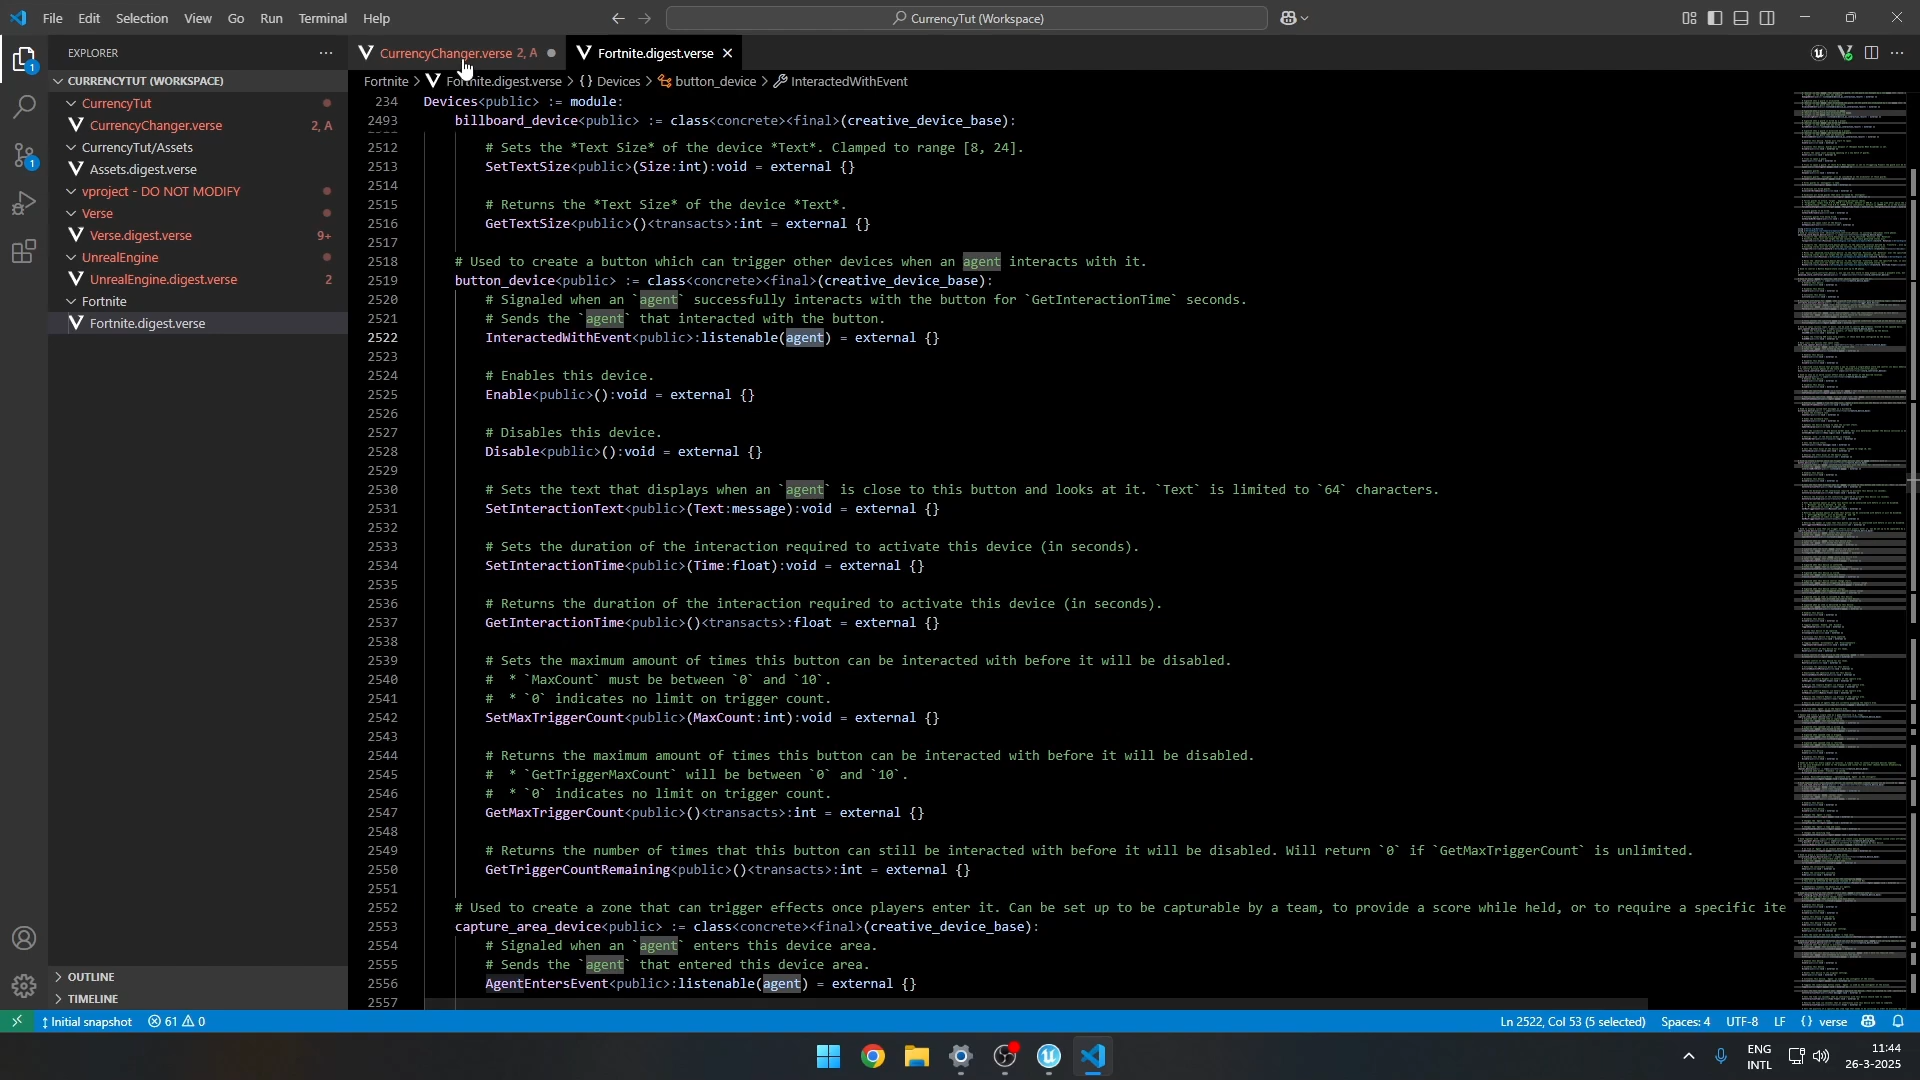 File Edit Selection View Go Run Terminal Help
CurrencyTut (Workspace)
EXPLORER
CURRENCYTUT (WORKSPACE)
CurrencyTut
CurrencyChanger.verse 2, A
CurrencyTut/Assets
Assets.digest.verse
vproject - DO NOT MODIFY
Verse
Verse.digest.verse 9+
UnrealEngine
UnrealEngine.digest.verse 2
Fortnite
Fortnite.digest.verse
OUTLINE
TIMELINE
CurrencyChanger.verse 2, A
Fortnite.digest.verse
Fortnite > Fortnite.digest.verse > {} Devices > button_device > InteractedWithEvent
234 Devices<public> := module:
2493 billboard_device<public> := class<concrete><final>(creative_device_base):
2512 # Sets the *Text Size* of the device *Text*. Clamped to range [8, 24].
2513 SetTextSize<public>(Size:int):void = external {}
2514
2515 # Returns the *Text Size* of the device *Text*.
2516 GetTextSize<public>()<transacts>:int = external {}
2517
2518 # Used to create a button which can trigger other devices when an agent interacts with it.
2519 button_device<public> := class<concrete><final>(creative_device_base):
2520 # Signaled when an `agent` successfully interacts with the button for `GetInteractionTime` seconds.
2521 # Sends the `agent` that interacted with the button.
2522 InteractedWithEvent<public>:listenable(agent) = external {}
2523
2524 # Enables this device.
2525 Enable<public>():void = external {}
2526
2527 # Disables this device.
2528 Disable<public>():void = external {}
2529
2530 # Sets the text that displays when an `agent` is close to this button and looks at it. `Text` is limited to `64` characters.
2531 SetInteractionText<public>(Text:message):void = external {}
2532
2533 # Sets the duration of the interaction required to activate this device (in seconds).
2534 SetInteractionTime<public>(Time:float):void = external {}
2535
2536 # Returns the duration of the interaction required to activate this device (in seconds).
2537 GetInteractionTime<public>()<transacts>:float = external {}
2538
2539 # Sets the maximum amount of times this button can be interacted with before it will be disabled.
2540 # * `MaxCount` must be between `0` and `10`.
2541 # * `0` indicates no limit on trigger count.
2542 SetMaxTriggerCount<public>(MaxCount:int):void = external {}
2543
2544 # Returns the maximum amount of times this button can be interacted with before it will be disabled.
2545 # * `GetTriggerMaxCount` will be between `0` and `10`.
2546 # * `0` indicates no limit on trigger count.
2547 GetMaxTriggerCount<public>()<transacts>:int = external {}
2548
2549 # Returns the number of times that this button can still be interacted with before it will be disabled. Will return `0` if `GetMaxTriggerCount` is unlimited.
2550 GetTriggerCountRemaining<public>()<transacts>:int = external {}
2551
2552 # Used to create a zone that can trigger effects once players enter it. Can be set up to be capturable by a team, to provide a score while held, or to require a specific ite
2553 capture_area_device<public> := class<concrete><final>(creative_device_base):
2554 # Signaled when an `agent` enters this device area.
2555 # Sends the `agent` that entered this device area.
2556 AgentEntersEvent<public>:listenable(agent) = external {}
2557
Initial snapshot 61 0
Ln 2522, Col 53 (5 selected) Spaces: 4 UTF-8 LF {} verse
ENG
INTL
11:44
26-3-2025